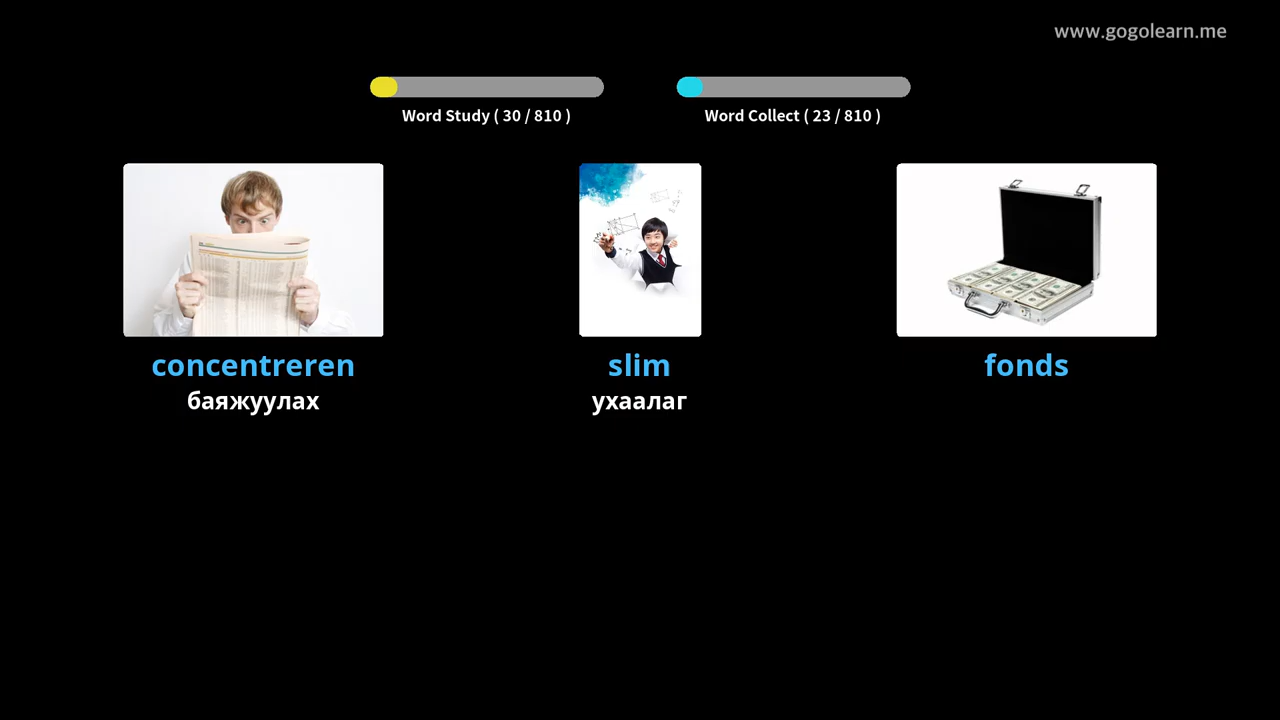 www.gogolearn.me
Word Study ( 30 / 810 )
Word Collect ( 23 / 810 )
concentreren
баяжуулах
slim
ухаалаг
fonds